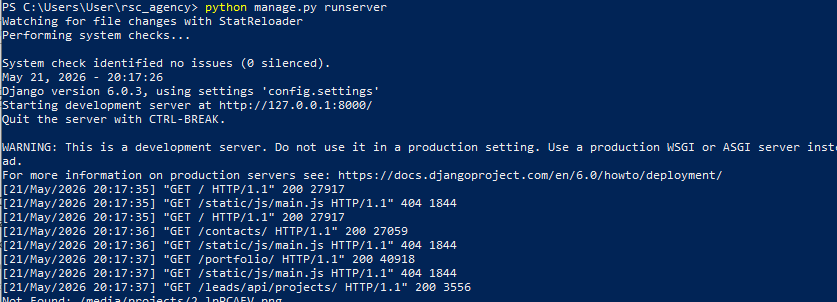 PS C:\Users\User\rsc_agency> python manage.py runserver
Watching for file changes with StatReloader
Performing system checks...
System check identified no issues (0 silenced).
May 21, 2026 - 20:17:26
Django version 6.0.3, using settings 'config.settings'
Starting development server at http://127.0.0.1:8000/
Quit the server with CTRL-BREAK.
WARNING: This is a development server. Do not use it in a production setting. Use a production WSGI or ASGI server inste
ad.
For more information on production servers see: https://docs.djangoproject.com/en/6.0/howto/deployment/
[21/May/2026 20:17:35] "GET / HTTP/1.1" 200 27917
[21/May/2026 20:17:35] "GET /static/js/main.js HTTP/1.1" 404 1844
[21/May/2026 20:17:35] "GET / HTTP/1.1" 200 27917
[21/May/2026 20:17:36] "GET /contacts/ HTTP/1.1" 200 27059
[21/May/2026 20:17:36] "GET /static/js/main.js HTTP/1.1" 404 1844
[21/May/2026 20:17:37] "GET /portfolio/ HTTP/1.1" 200 40918
[21/May/2026 20:17:37] "GET /static/js/main.js HTTP/1.1" 404 1844
[21/May/2026 20:17:37] "GET /leads/api/projects/ HTTP/1.1" 200 3556
Not Found: